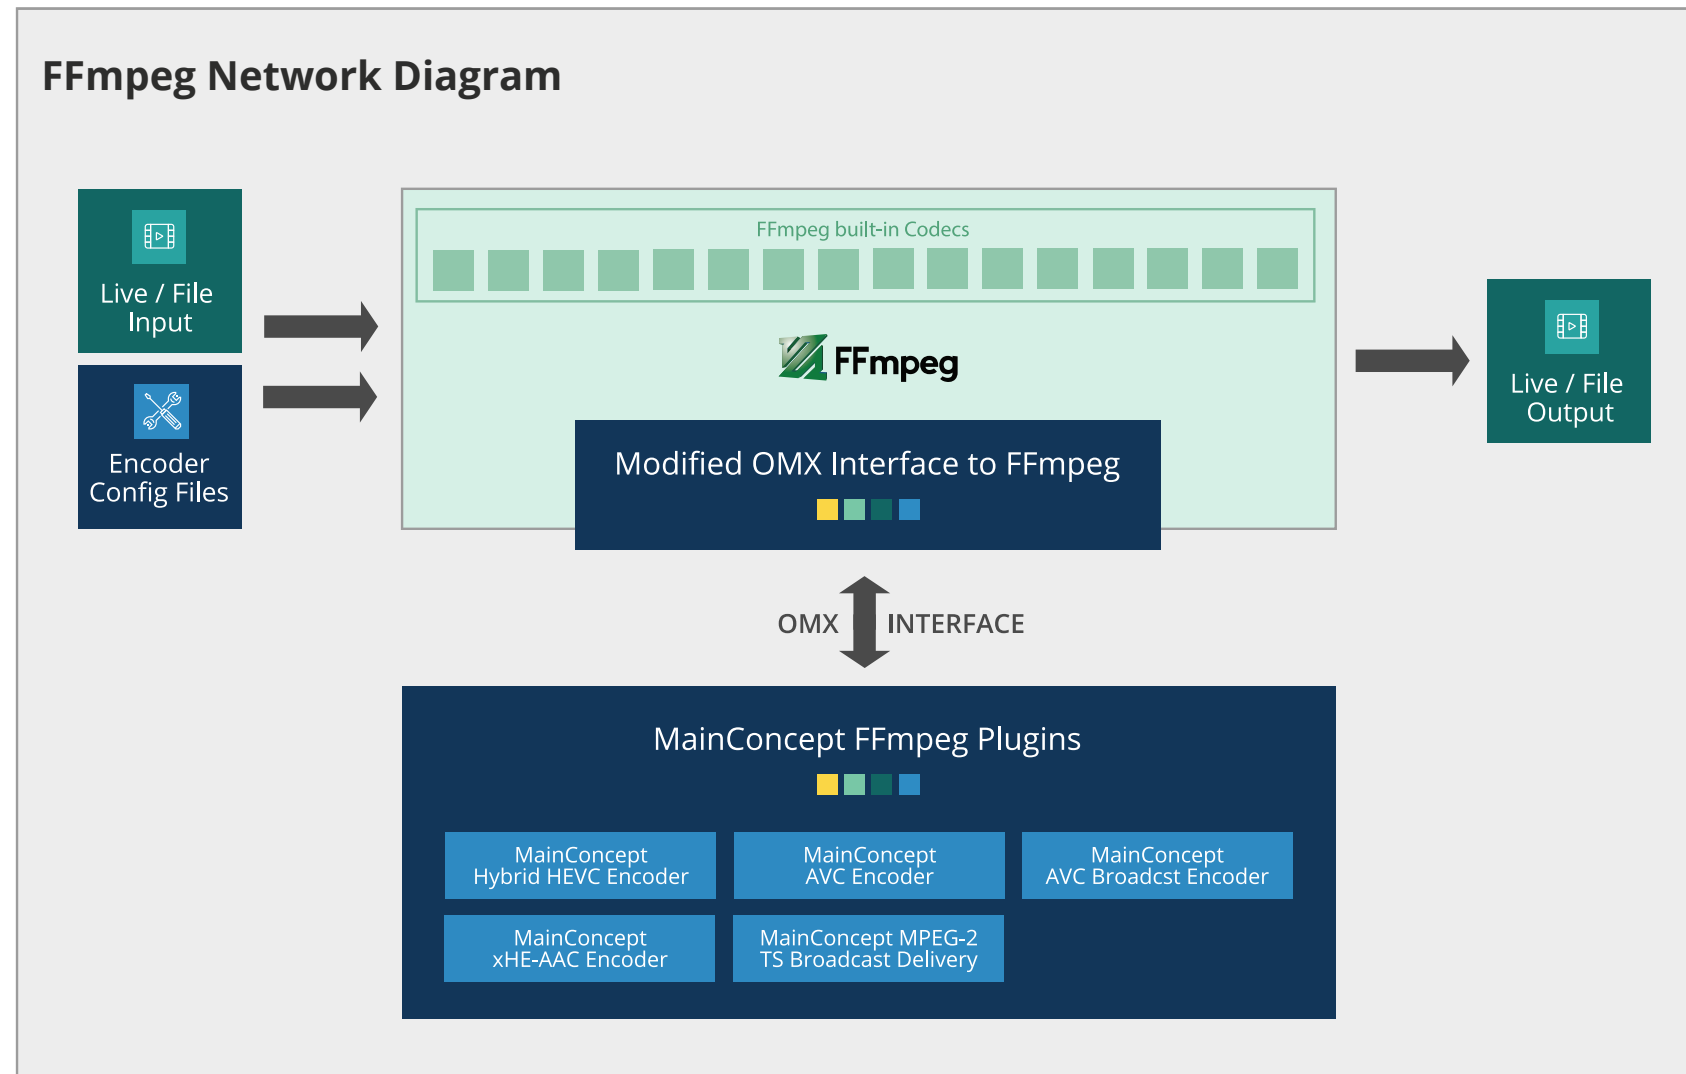 FFmpeg Network Diagram
Live / File
Input
Encoder
Config Files
FFmpeg built-in Codecs
FFmpeg
Modified OMX Interface to FFmpeg
Live / File
Output
OMX INTERFACE
MainConcept FFmpeg Plugins
MainConcept
Hybrid HEVC Encoder
MainConcept
AVC Encoder
MainConcept
AVC Broadcst Encoder
MainConcept
xHE-AAC Encoder
MainConcept MPEG-2
TS Broadcast Delivery